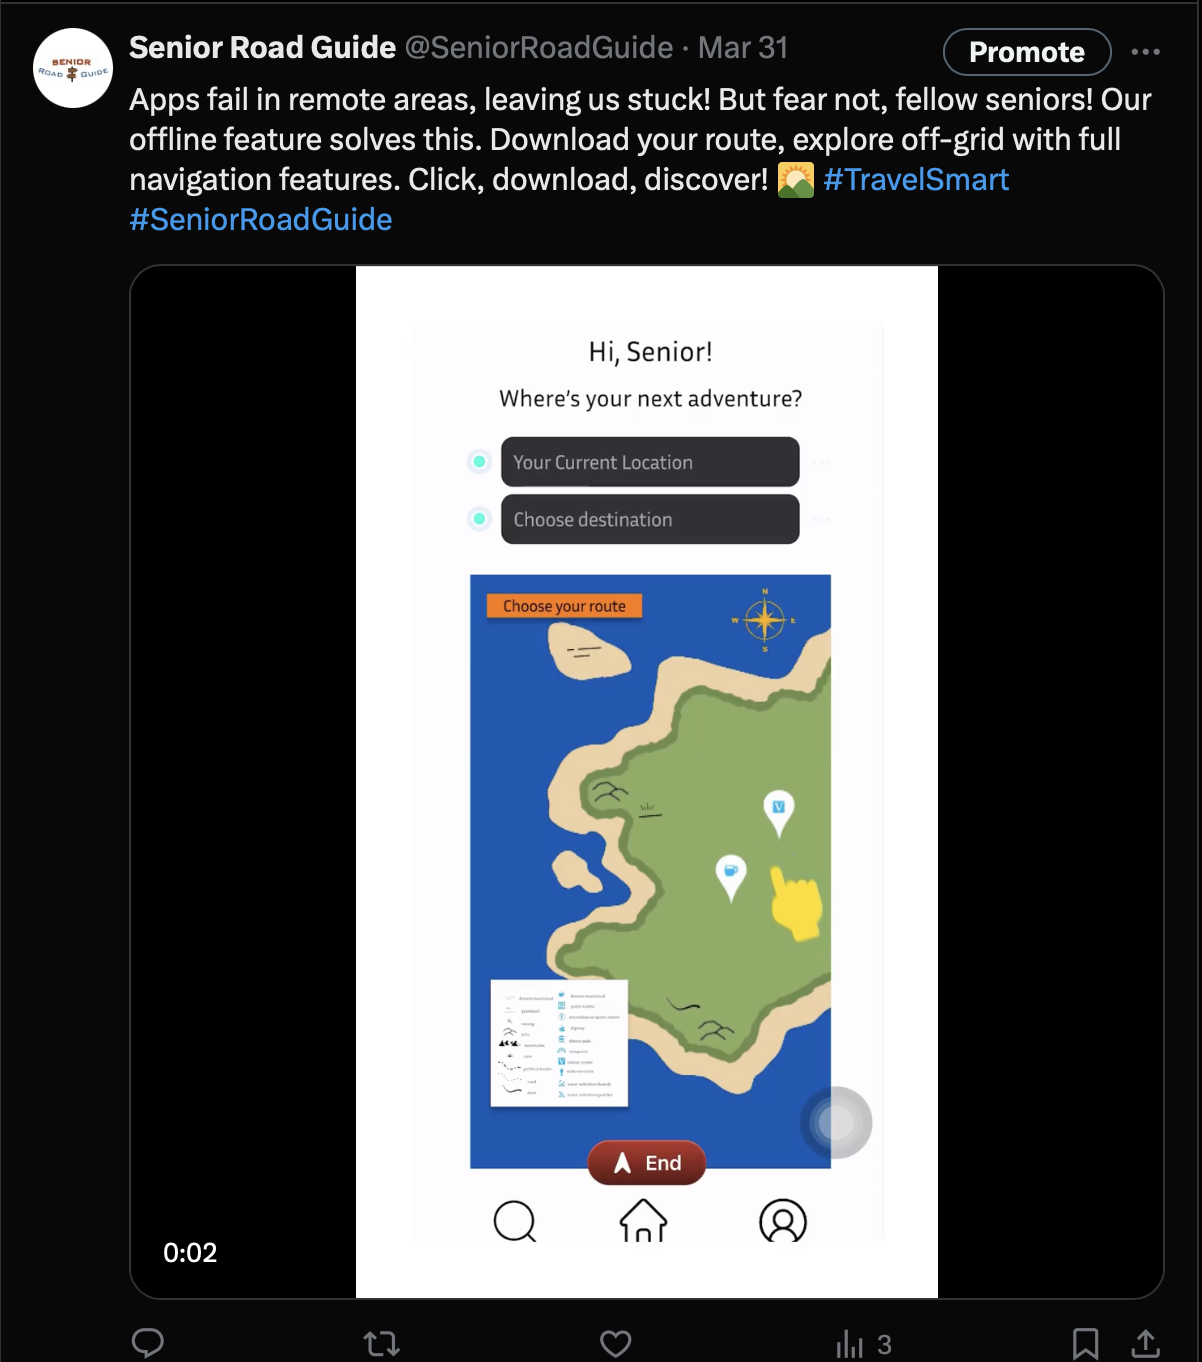 SENIOR
ROAD GUIDE
Senior Road Guide @SeniorRoadGuide · Mar 31
Promote
Apps fail in remote areas, leaving us stuck! But fear not, fellow seniors! Our
offline feature solves this. Download your route, explore off-grid with full
navigation features. Click, download, discover! 🌄 #TravelSmart
#SeniorRoadGuide
Hi, Senior!
Where's your next adventure?
Your Current Location
Choose destination
Choose your route
N
W E
S
V
End
0:02
3